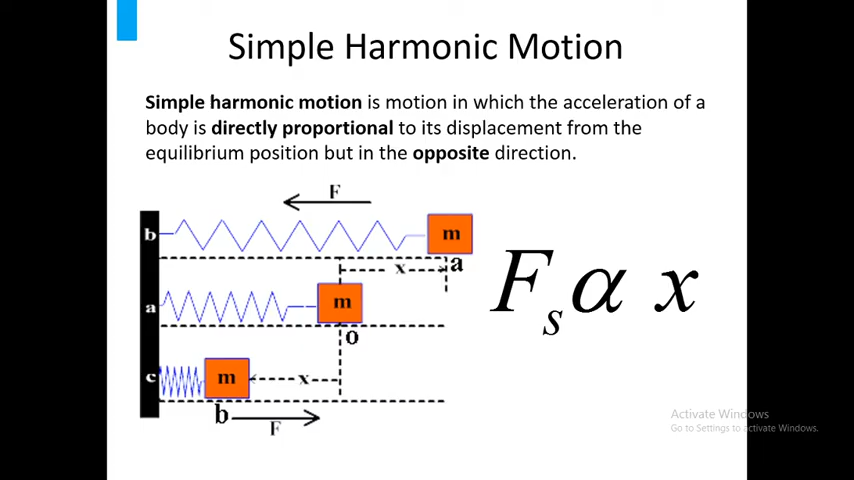 Simple Harmonic Motion
Simple harmonic motion is motion in which the acceleration of a
body is directly proportional to its displacement from the
equilibrium position but in the opposite direction.
F
b m
x a
a m
o
c m x
b
F
Fₛ α x
Activate Windows
Go to Settings to activate Windows.